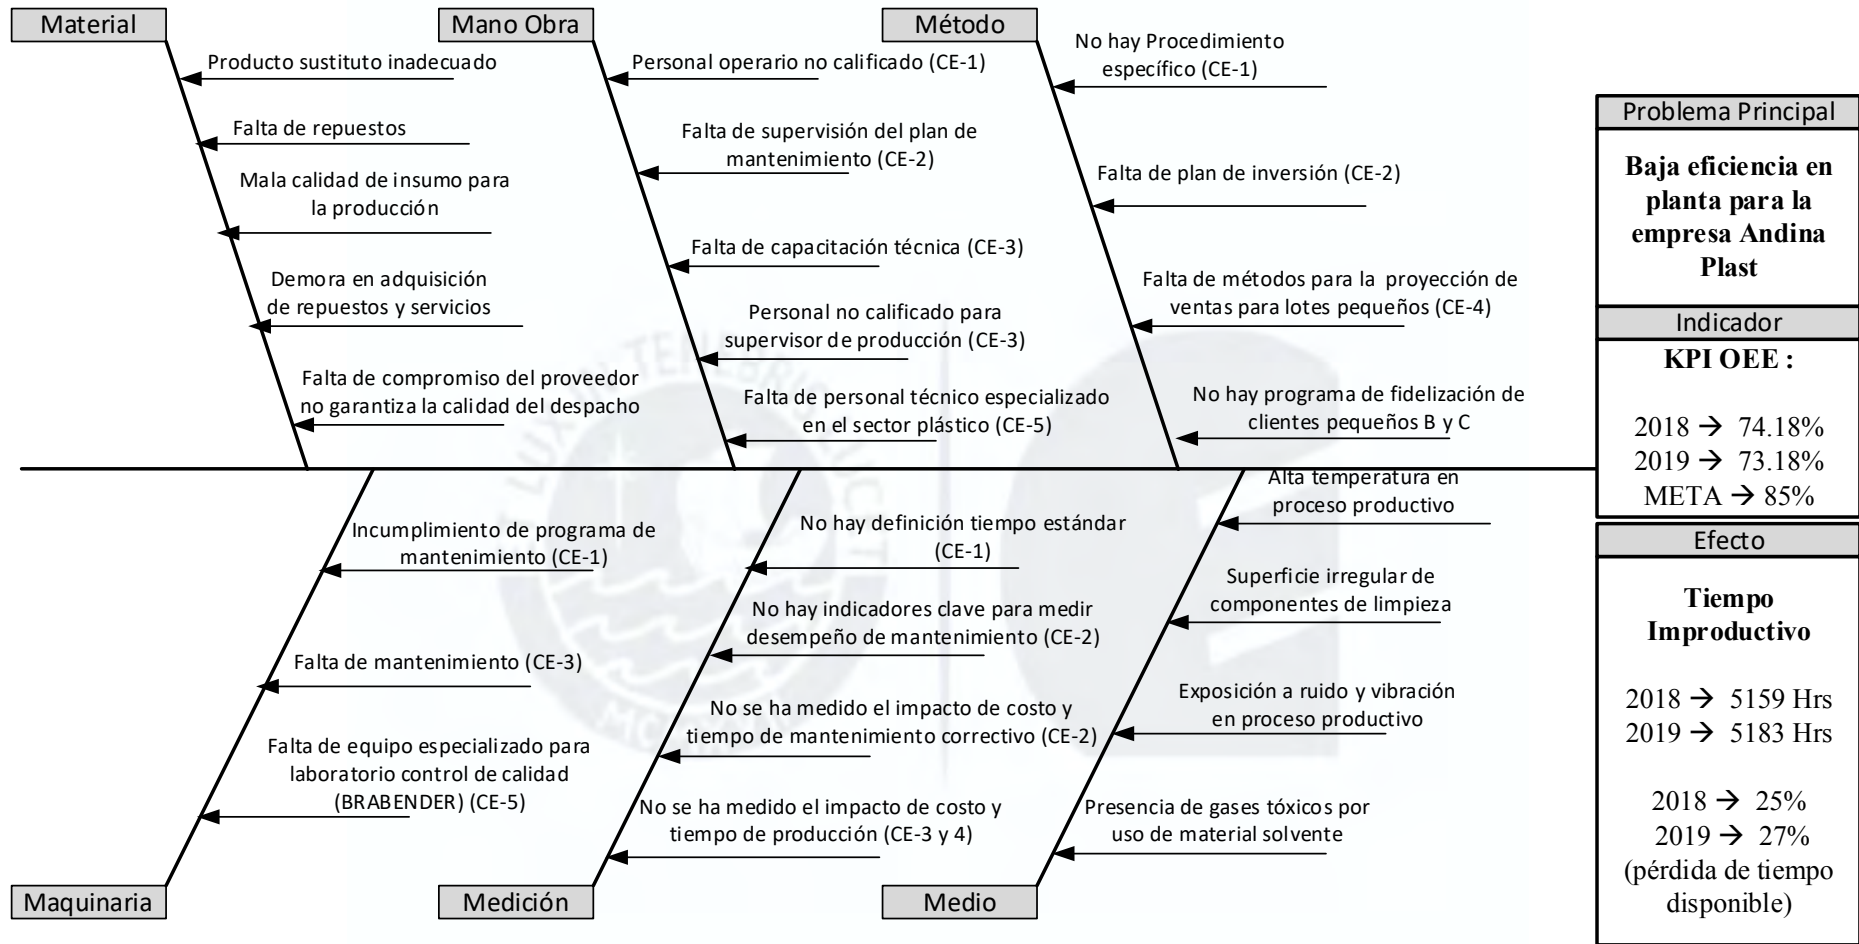 Material
Producto sustituto inadecuado
Falta de repuestos
Mala calidad de insumo para
la producción
Demora en adquisición
de repuestos y servicios
Falta de compromiso del proveedor
no garantiza la calidad del despacho
Mano Obra
Personal operario no calificado (CE-1)
Falta de supervisión del plan de
mantenimiento (CE-2)
Falta de capacitación técnica (CE-3)
Personal no calificado para
supervisor de producción (CE-3)
Falta de personal técnico especializado
en el sector plástico (CE-5)
Método
No hay Procedimiento
específico (CE-1)
Falta de plan de inversión (CE-2)
Falta de métodos para la proyección de
ventas para lotes pequeños (CE-4)
No hay programa de fidelización de
clientes pequeños B y C
Incumplimiento de programa de
mantenimiento (CE-1)
Falta de mantenimiento (CE-3)
Falta de equipo especializado para
laboratorio control de calidad
(BRABENDER) (CE-5)
Maquinaria
No hay definición tiempo estándar
(CE-1)
No hay indicadores clave para medir
desempeño de mantenimiento (CE-2)
No se ha medido el impacto de costo y
tiempo de mantenimiento correctivo (CE-2)
No se ha medido el impacto de costo y
tiempo de producción (CE-3 y 4)
Medición
Alta temperatura en
proceso productivo
Superficie irregular de
componentes de limpieza
Exposición a ruido y vibración
en proceso productivo
Presencia de gases tóxicos por
uso de material solvente
Medio
Problema Principal
Baja eficiencia en
planta para la
empresa Andina
Plast
Indicador
KPI OEE :
2018 → 74.18%
2019 → 73.18%
META → 85%
Efecto
Tiempo
Improductivo
2018 → 5159 Hrs
2019 → 5183 Hrs
2018 → 25%
2019 → 27%
(pérdida de tiempo
disponible)